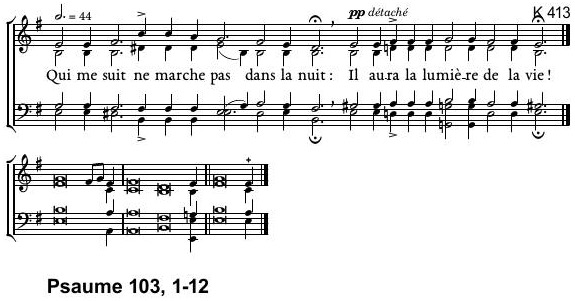 𝅗𝅥. = 44
pp détaché
K 413
Qui me suit ne marche pas dans la nuit : Il au.ra la lumiè.re de la vie !
Psaume 103, 1-12